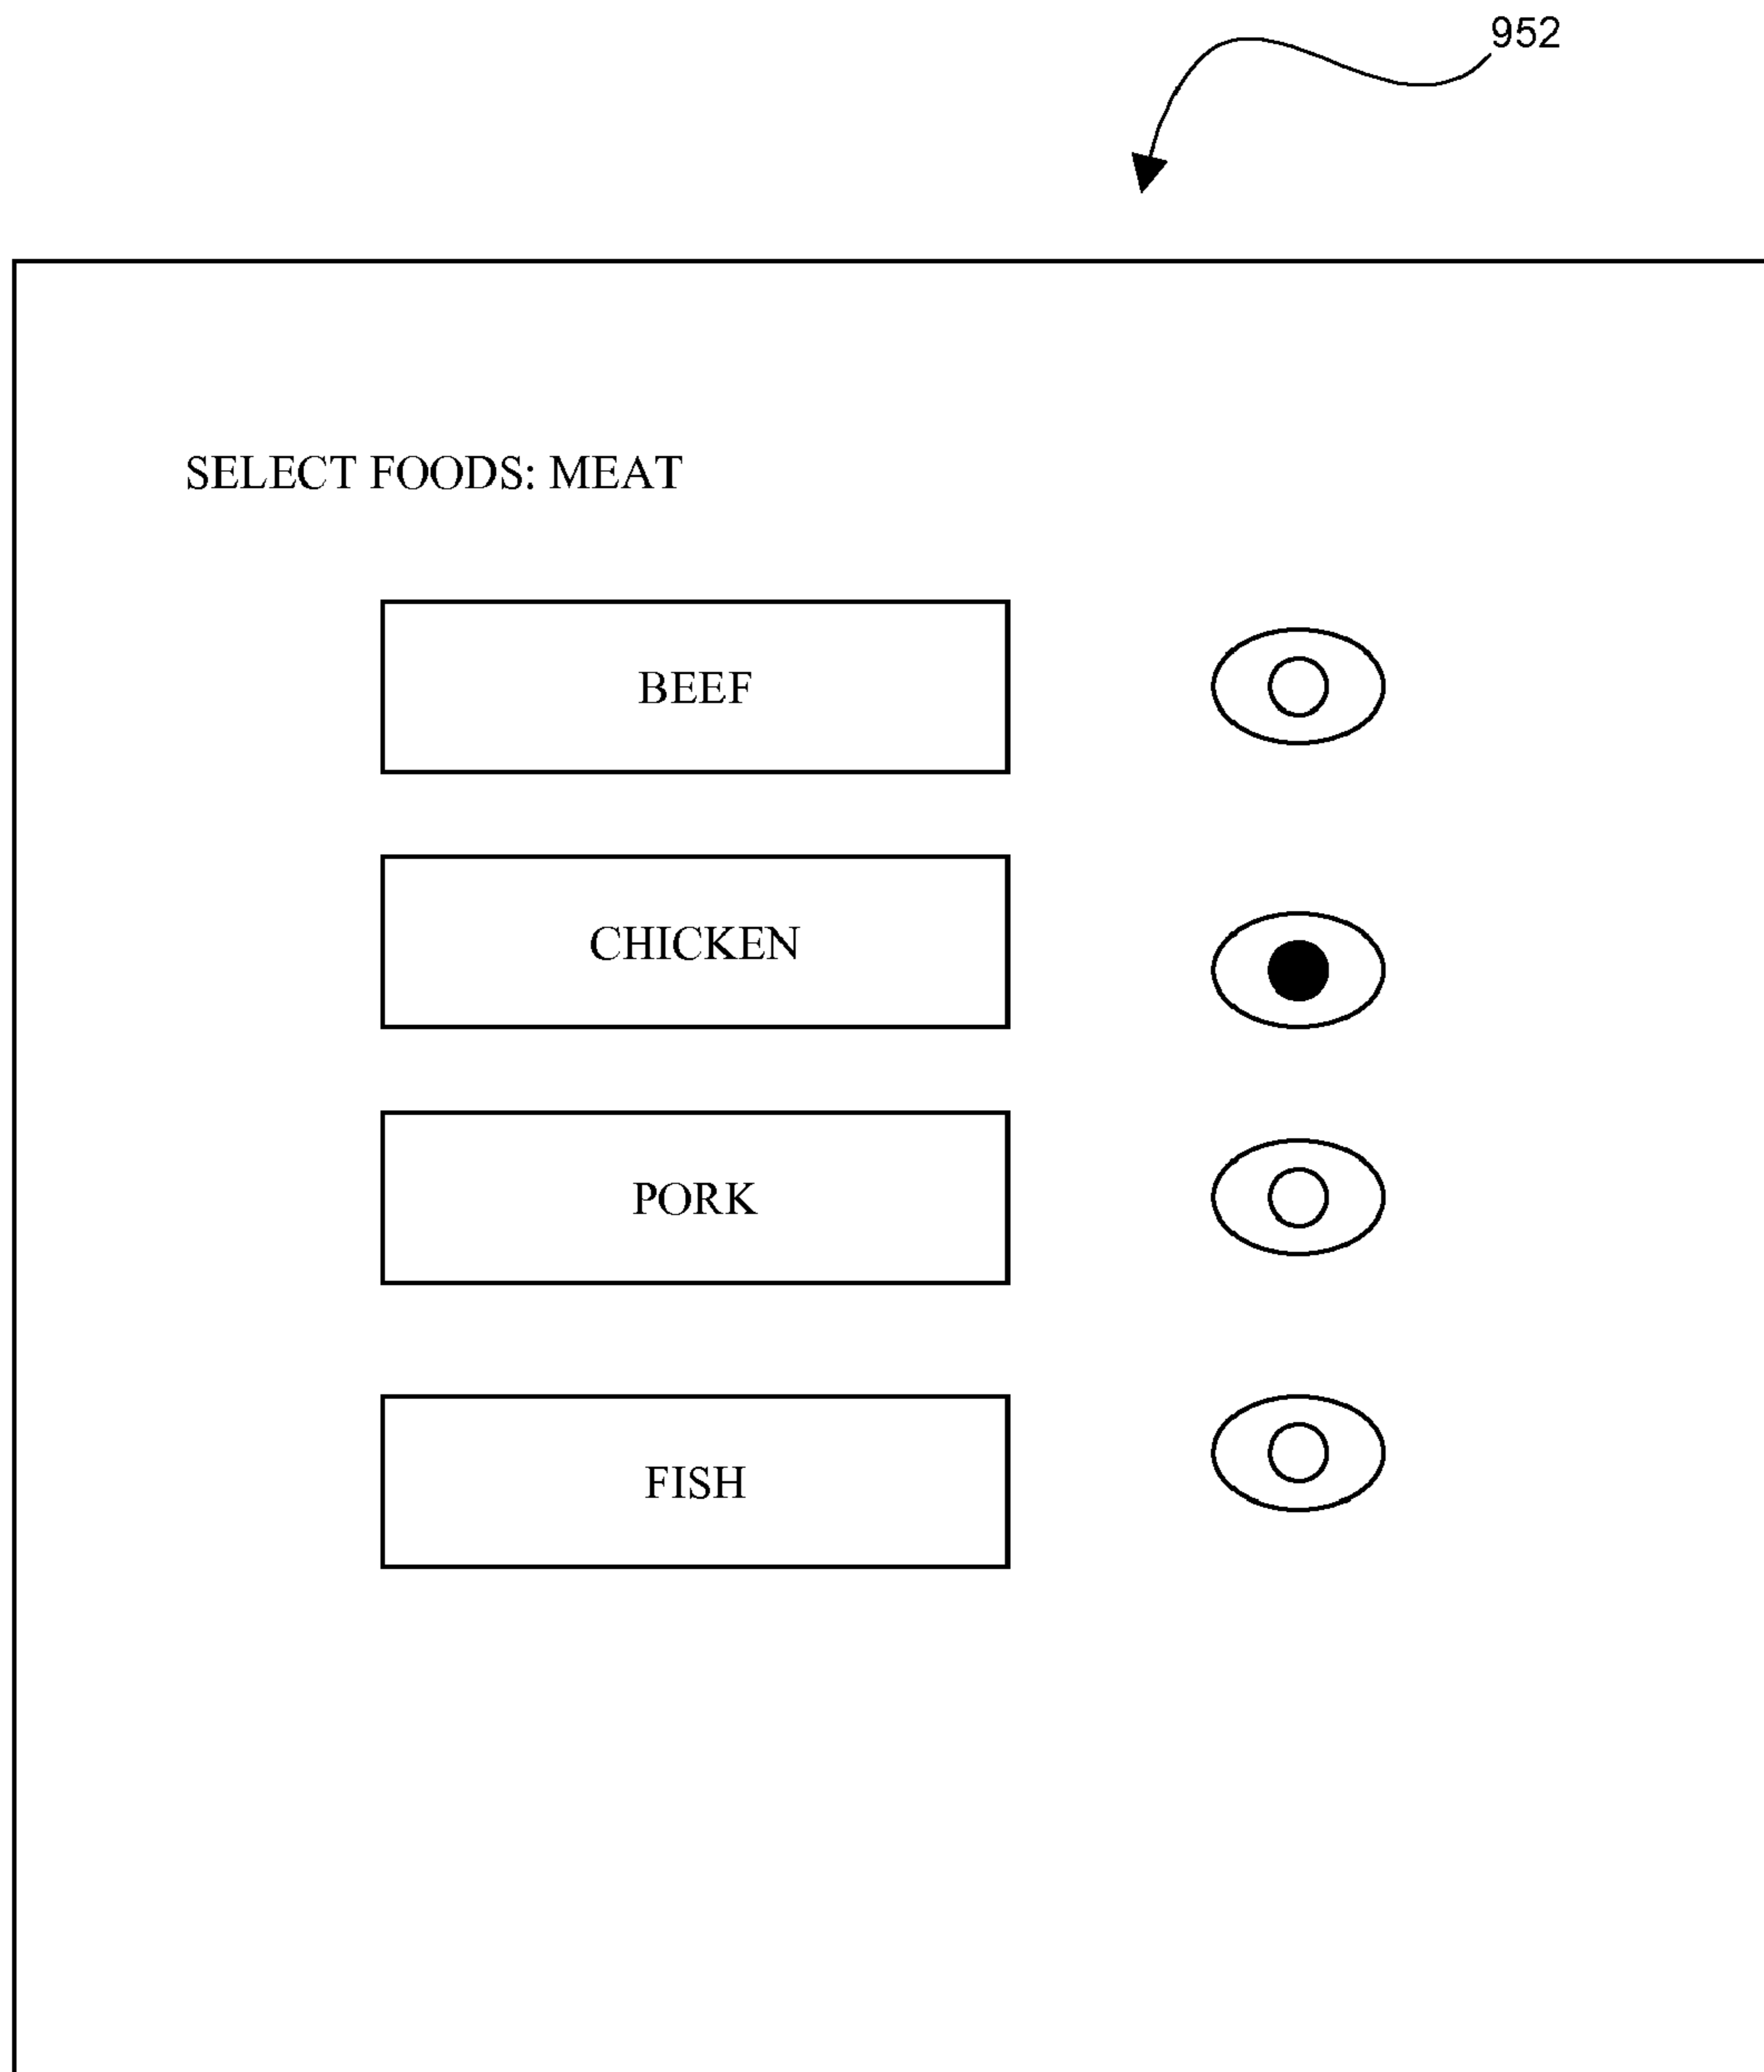 952
SELECT FOODS: MEAT
BEEF
CHICKEN
PORK
FISH